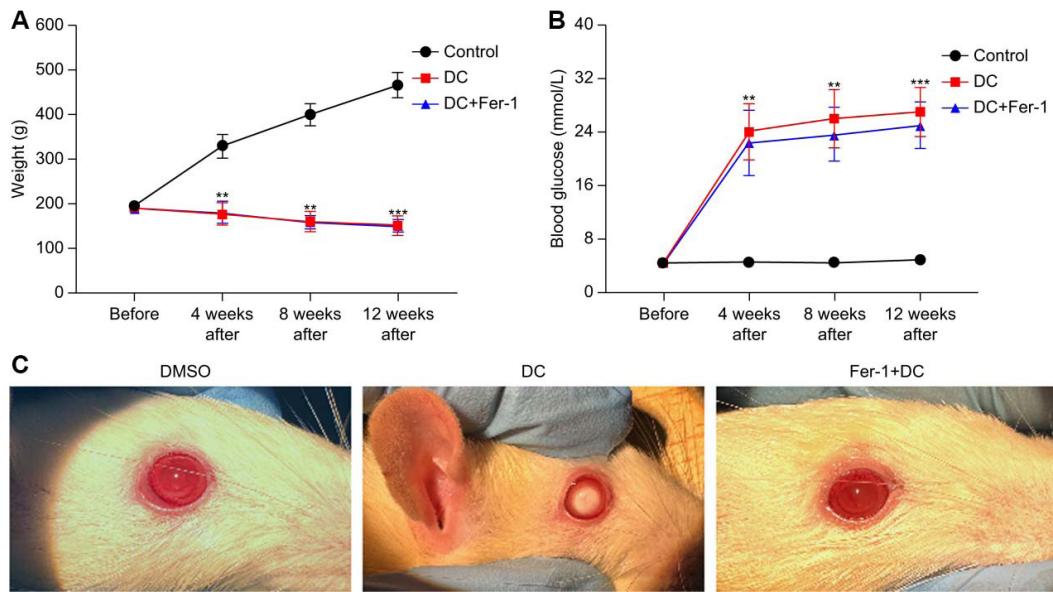 A
600
500
400
300
200
100
0
Weight (g)
Control
DC
DC+Fer-1
**
**
***
Before
4 weeks
after
8 weeks
after
12 weeks
after
B
40
32
24
16
8
0
Blood glucose (mmol/L)
Control
DC
DC+Fer-1
**
**
***
Before
4 weeks
after
8 weeks
after
12 weeks
after
C
DMSO
DC
Fer-1+DC